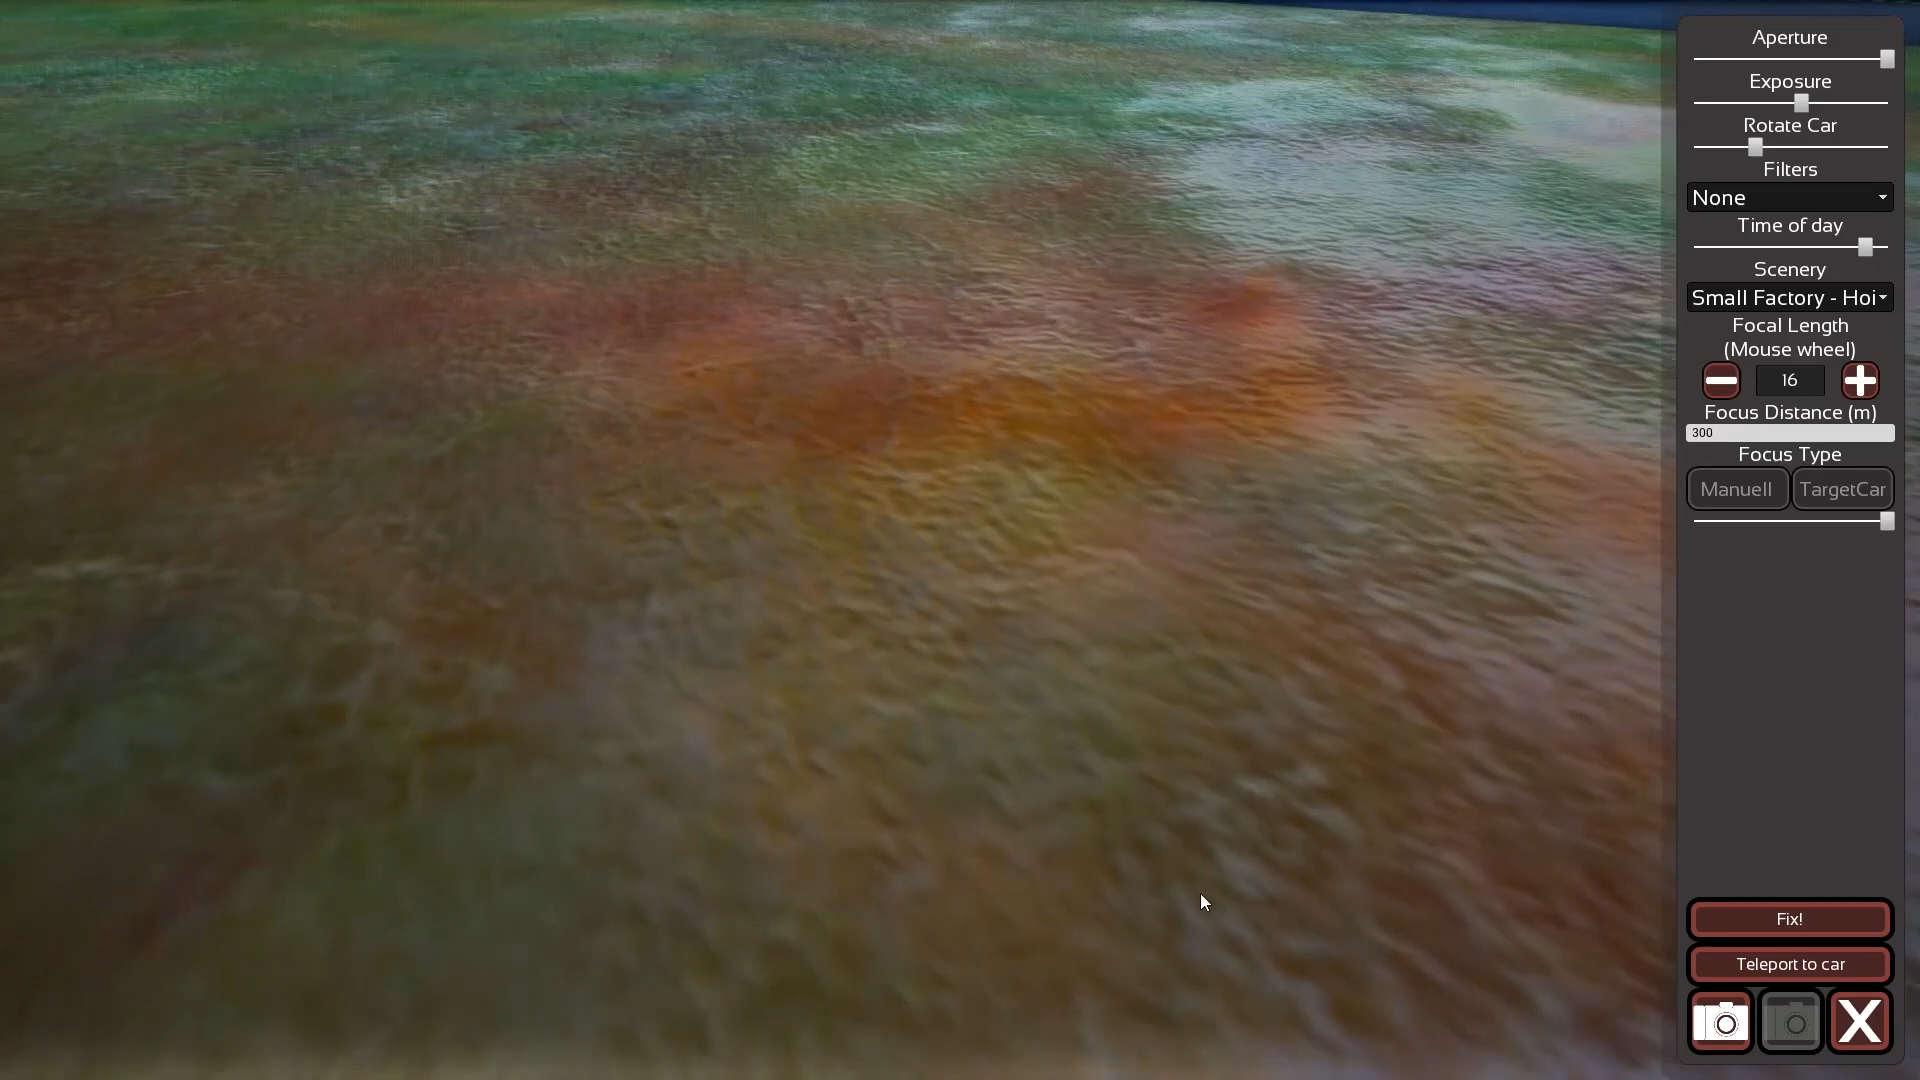 Aperture
Exposure
Rotate Car
Filters
None
Time of day
Scenery
Small Factory - Hoi
Focal Length
(Mouse wheel)
16
Focus Distance (m)
300
Focus Type
Manuell TargetCar
Fix!
Teleport to car